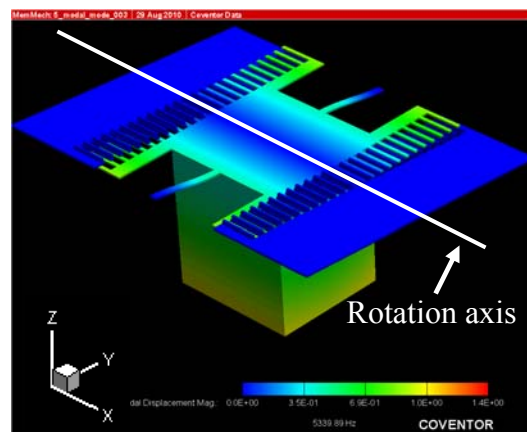 MemMech: 5_modal_mode_003 29 Aug 2010 Coventor Data
Rotation axis
Z
Y
X
dal Displacement Mag.: 0.0E+00 3.5E-01 6.9E-01 1.0E+00 1.4E+00
5339.89 Hz COVENTOR